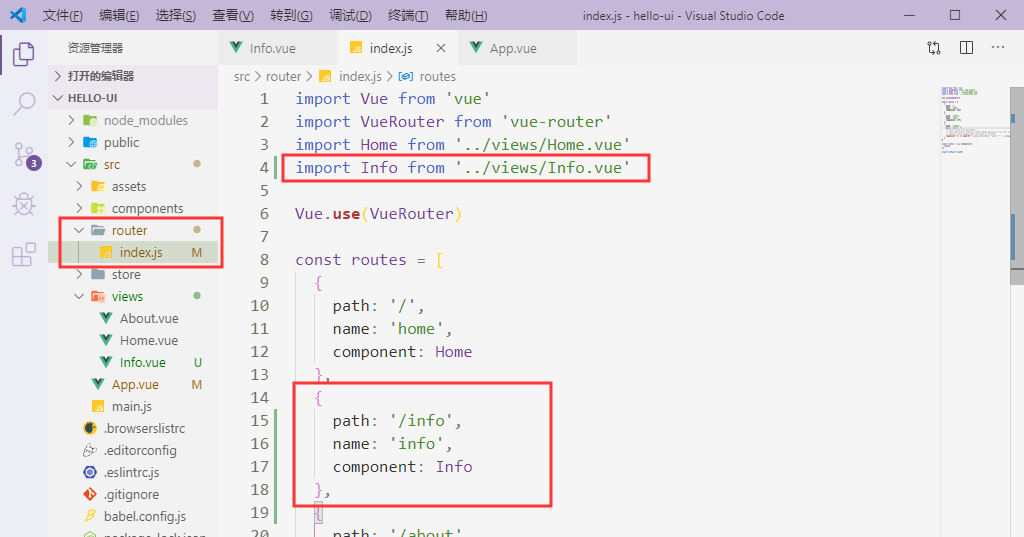 文件(F) 编辑(E) 选择(S) 查看(V) 转到(G) 调试(D) 终端(T) 帮助(H) index.js - hello-ui - Visual Studio Code
资源管理器
Info.vue index.js App.vue
打开的编辑器
src router index.js routes
HELLO-UI
node_modules
public
src
assets
components
router
index.js M
store
views
About.vue
Home.vue
Info.vue U
App.vue M
main.js
.browserslistrc
.editorconfig
.eslintrc.js
.gitignore
babel.config.js
3
1 import Vue from 'vue'
2 import VueRouter from 'vue-router'
3 import Home from '../views/Home.vue'
4 import Info from '../views/Info.vue'
5
6 Vue.use(VueRouter)
7
8 const routes = [
9 {
10 path: '/',
11 name: 'home',
12 component: Home
13 },
14 {
15 path: '/info',
16 name: 'info',
17 component: Info
18 },
19 {
20 path: '/about'